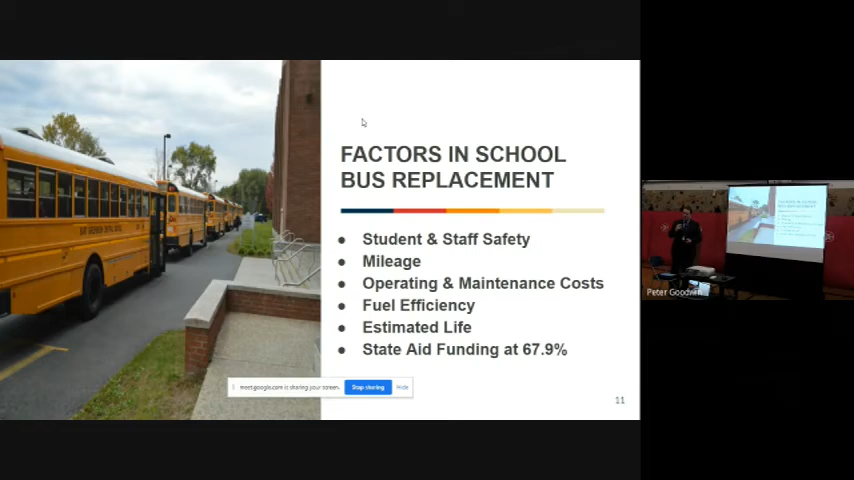 FACTORS IN SCHOOL
BUS REPLACEMENT
● Student & Staff Safety
● Mileage
● Operating & Maintenance Costs
● Fuel Efficiency
● Estimated Life
● State Aid Funding at 67.9%
meet.google.com is sharing your screen.
Stop sharing
Hide
11
Peter Goodwin